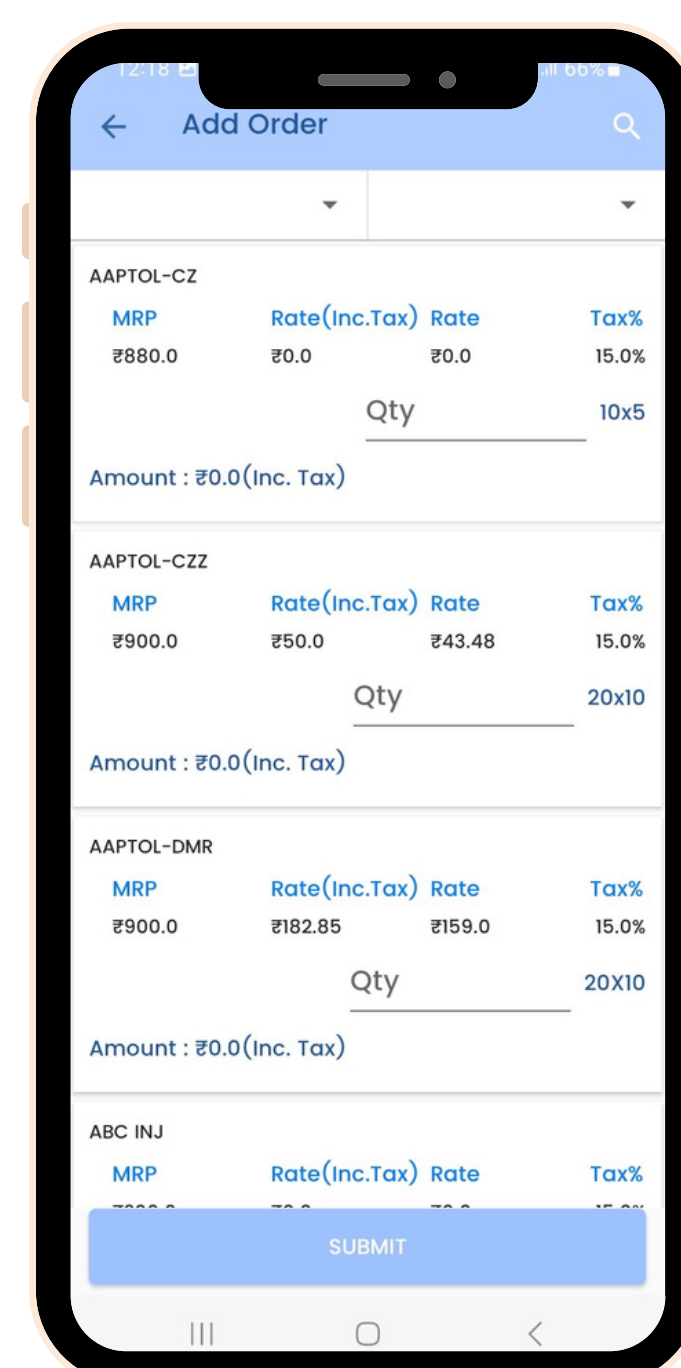 12:18 66%
Add Order
AAPTOL-CZ
MRP Rate(Inc.Tax) Rate Tax%
₹880.0 ₹0.0 ₹0.0 15.0%
Qty 10x5
Amount : ₹0.0(Inc. Tax)
AAPTOL-CZZ
MRP Rate(Inc.Tax) Rate Tax%
₹900.0 ₹50.0 ₹43.48 15.0%
Qty 20x10
Amount : ₹0.0(Inc. Tax)
AAPTOL-DMR
MRP Rate(Inc.Tax) Rate Tax%
₹900.0 ₹182.85 ₹159.0 15.0%
Qty 20X10
Amount : ₹0.0(Inc. Tax)
ABC INJ
MRP Rate(Inc.Tax) Rate Tax%
SUBMIT